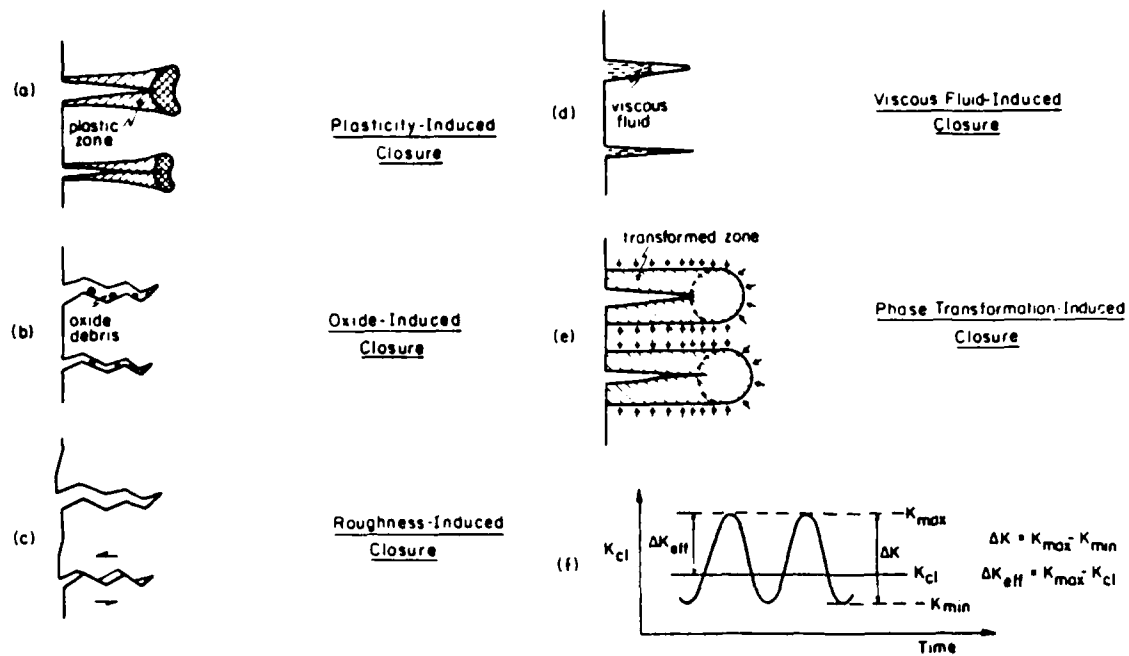 (a)
plastic
zone
Plasticity-Induced
Closure
(b)
oxide
debris
Oxide-Induced
Closure
(c)
Roughness-Induced
Closure
(d)
viscous
fluid
Viscous Fluid-Induced
Closure
(e)
transformed zone
Phase Transformation-Induced
Closure
(f)
K_cl
ΔK_eff
K_max
ΔK
K_cl
K_min
Time
ΔK = K_max - K_min
ΔK_eff = K_max - K_cl